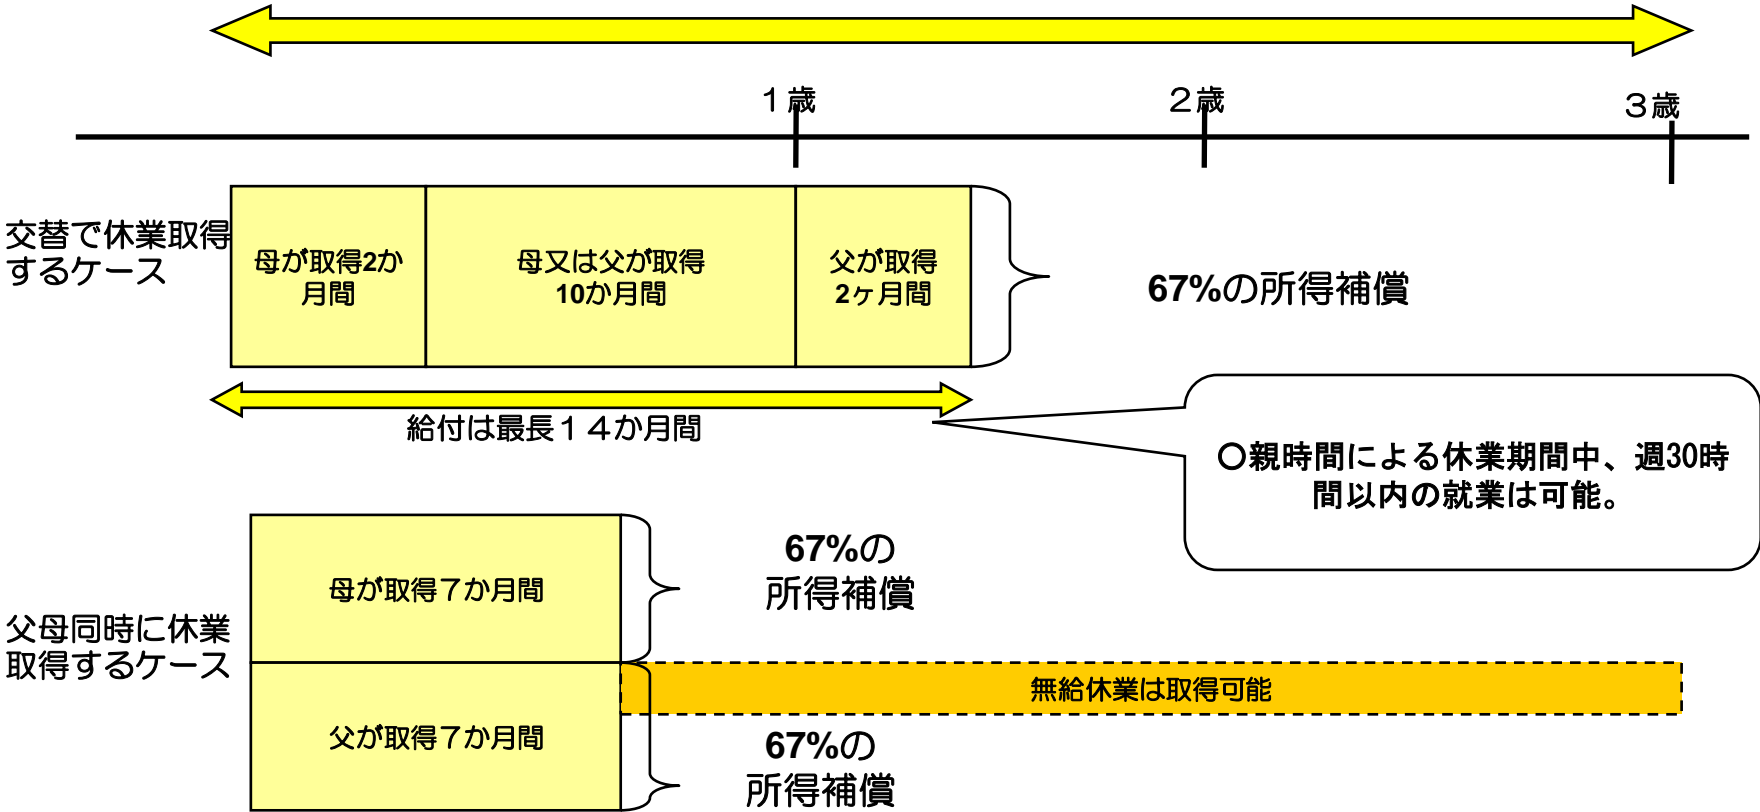 １歳
２歳
３歳
交替で休業取得
するケース
母が取得2か
月間
母又は父が取得
10か月間
父が取得
2ヶ月間
67%の所得補償
給付は最長１４か月間
〇親時間による休業期間中、週30時
間以内の就業は可能。
父母同時に休業
取得するケース
母が取得７か月間
67%の
所得補償
無給休業は取得可能
父が取得７か月間
67%の
所得補償